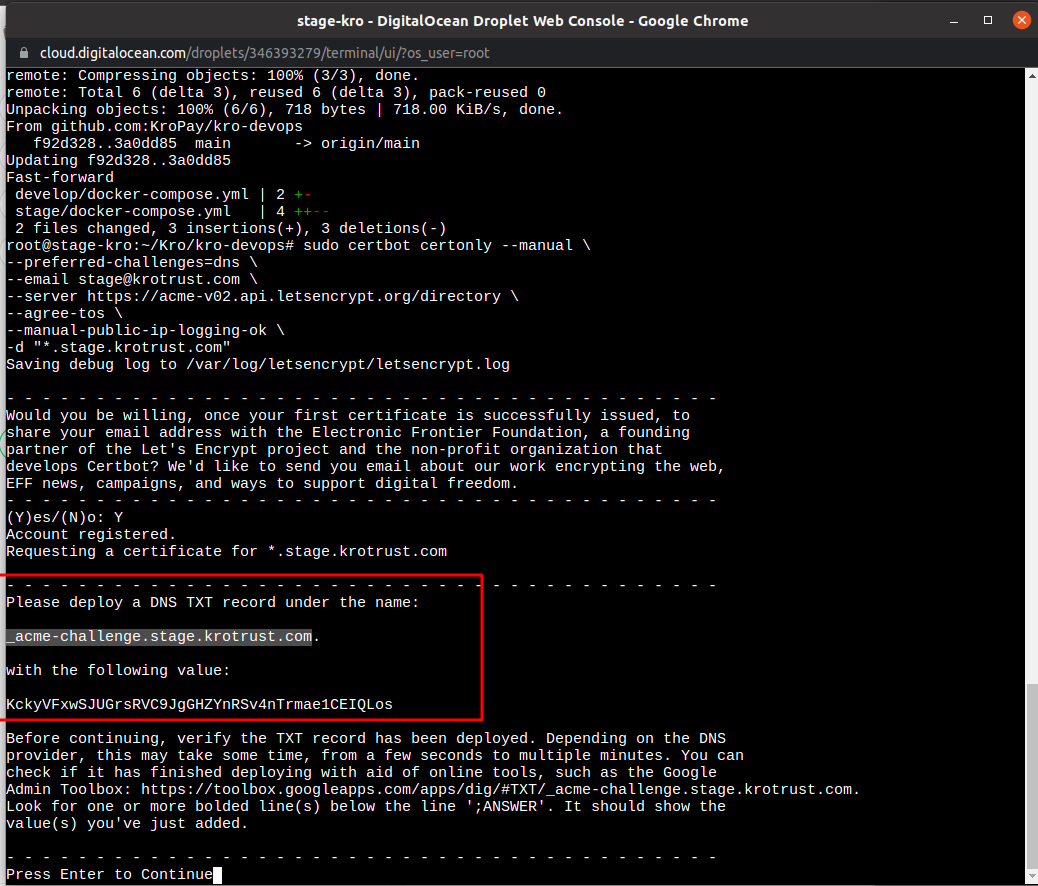 stage-kro - DigitalOcean Droplet Web Console - Google Chrome
cloud.digitalocean.com/droplets/346393279/terminal/ui/?os_user=root
remote: Compressing objects: 100% (3/3), done.
remote: Total 6 (delta 3), reused 6 (delta 3), pack-reused 0
Unpacking objects: 100% (6/6), 718 bytes | 718.00 KiB/s, done.
From github.com:KroPay/kro-devops
   f92d328..3a0dd85  main       -> origin/main
Updating f92d328..3a0dd85
Fast-forward
 develop/docker-compose.yml | 2 +-
 stage/docker-compose.yml   | 4 ++--
 2 files changed, 3 insertions(+), 3 deletions(-)
root@stage-kro:~/Kro/kro-devops# sudo certbot certonly --manual \
--preferred-challenges=dns \
--email stage@krotrust.com \
--server https://acme-v02.api.letsencrypt.org/directory \
--agree-tos \
--manual-public-ip-logging-ok \
-d "*.stage.krotrust.com"
Saving debug log to /var/log/letsencrypt/letsencrypt.log
- - - - - - - - - - - - - - - - - - - - - - - - - - - - - - - - - - - - - - - -
Would you be willing, once your first certificate is successfully issued, to
share your email address with the Electronic Frontier Foundation, a founding
partner of the Let's Encrypt project and the non-profit organization that
develops Certbot? We'd like to send you email about our work encrypting the web,
EFF news, campaigns, and ways to support digital freedom.
- - - - - - - - - - - - - - - - - - - - - - - - - - - - - - - - - - - - - - - -
(Y)es/(N)o: Y
Account registered.
Requesting a certificate for *.stage.krotrust.com
- - - - - - - - - - - - - - - - - - - - - - - - - - - - - - - - - - - - - - - -
Please deploy a DNS TXT record under the name:
_acme-challenge.stage.krotrust.com.
with the following value:
KckyVFxwSJUGrsRVC9JgGHZYnRSv4nTrmae1CEIQLos
Before continuing, verify the TXT record has been deployed. Depending on the DNS
provider, this may take some time, from a few seconds to multiple minutes. You can
check if it has finished deploying with aid of online tools, such as the Google
Admin Toolbox: https://toolbox.googleapps.com/apps/dig/#TXT/_acme-challenge.stage.krotrust.com.
Look for one or more bolded line(s) below the line ';ANSWER'. It should show the
value(s) you've just added.
- - - - - - - - - - - - - - - - - - - - - - - - - - - - - - - - - - - - - - - -
Press Enter to Continue